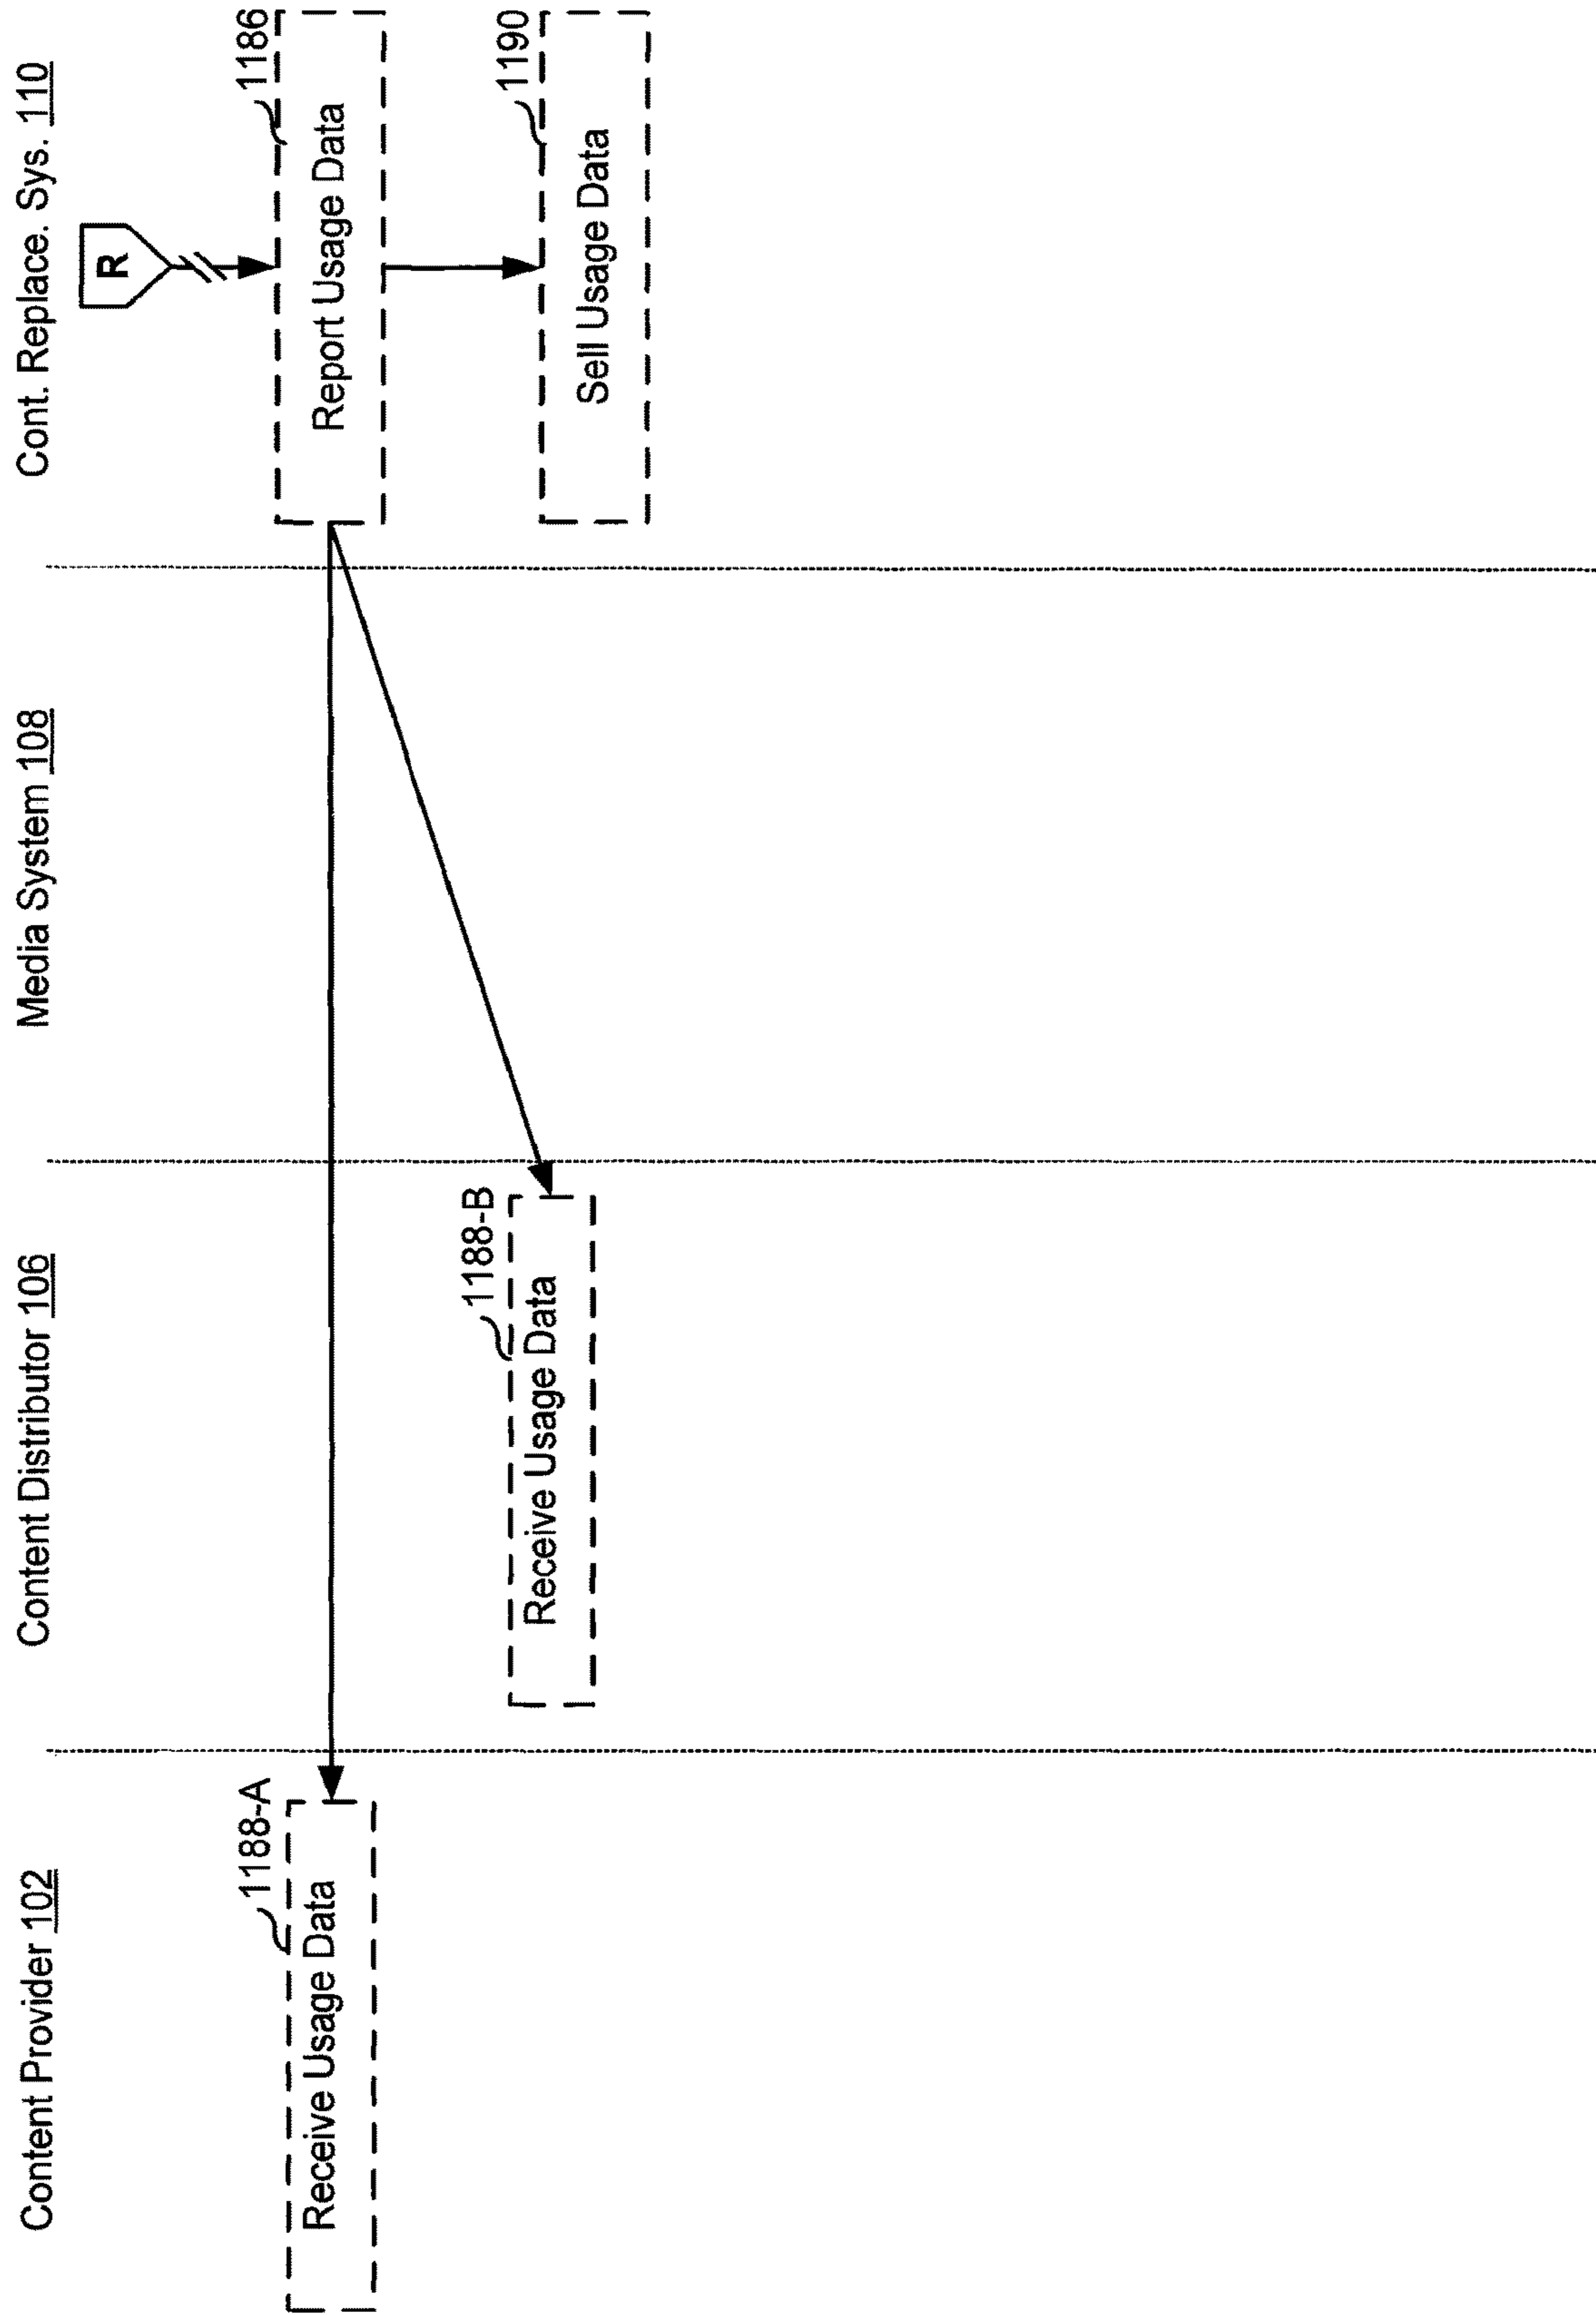 Content Provider 102
Content Distributor 106
Media System 108
Cont. Replace. Sys. 110
R
1188-A
Receive Usage Data
1186
Report Usage Data
1188-B
Receive Usage Data
1190
Sell Usage Data